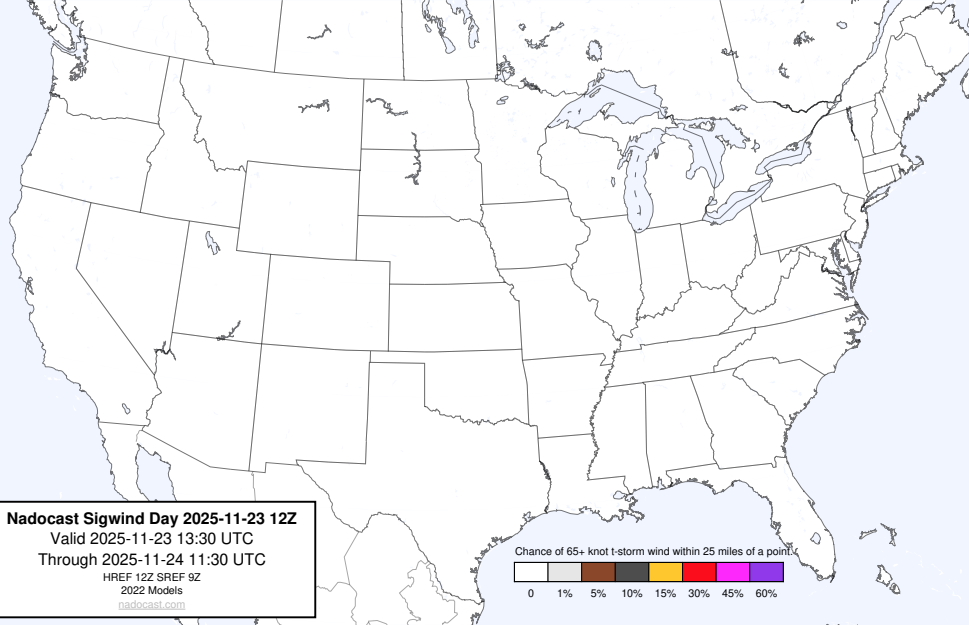 Nadocast Sigwind Day 2025-11-23 12Z
Valid 2025-11-23 13:30 UTC
Through 2025-11-24 11:30 UTC
HREF 12Z SREF 9Z
2022 Models
nadocast.com
Chance of 65+ knot t-storm wind within 25 miles of a point.
0 1% 5% 10% 15% 30% 45% 60%